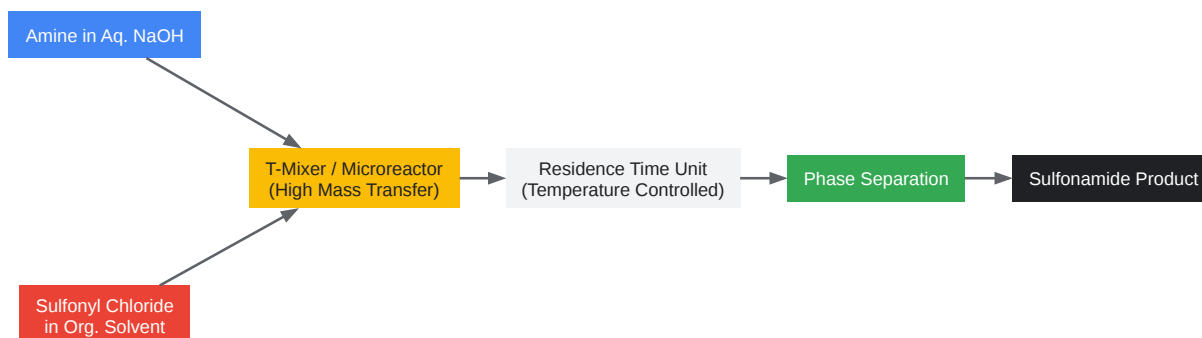 Amine in Aq. NaOH
T-Mixer / Microreactor
(High Mass Transfer)
Residence Time Unit
(Temperature Controlled)
Phase Separation
Sulfonamide Product
Sulfonyl Chloride
in Org. Solvent